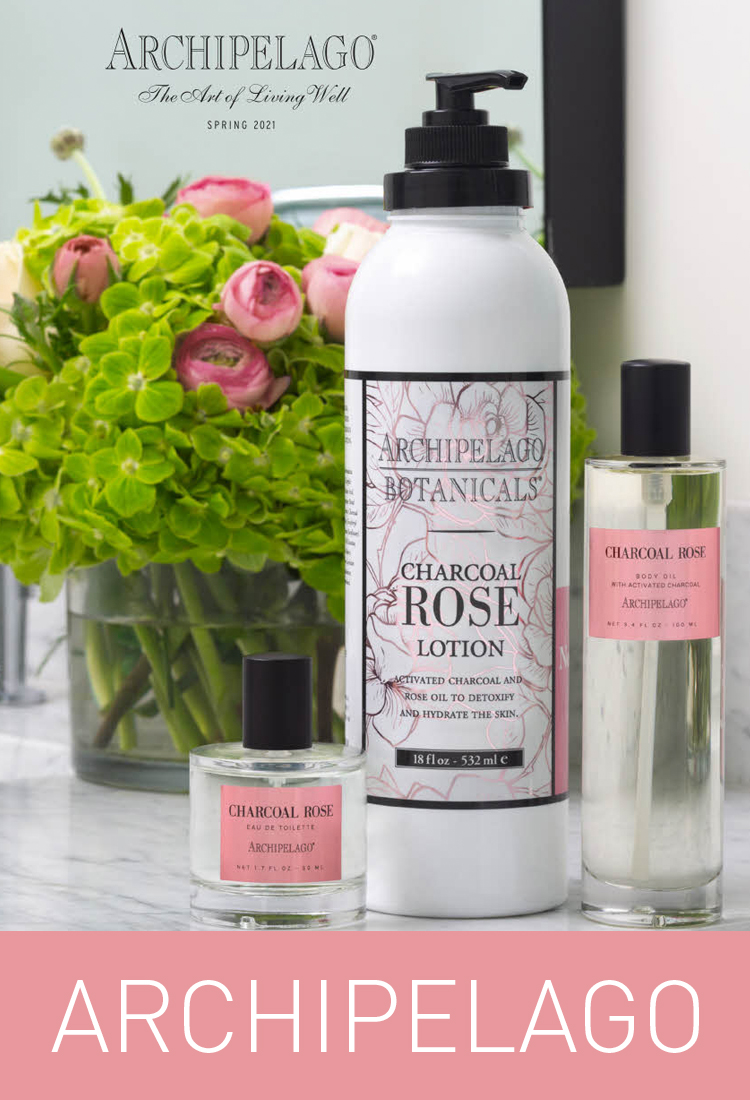 ARCHIPELAGO®
The Art of Living Well
SPRING 2021
ARCHIPELAGO
BOTANICALS®
CHARCOAL
ROSE
LOTION
ACTIVATED CHARCOAL AND
ROSE OIL TO DETOXIFY
AND HYDRATE THE SKIN.
18 fl oz - 532 ml e
CHARCOAL ROSE
BODY OIL
WITH ACTIVATED CHARCOAL
ARCHIPELAGO®
NET 3.4 FL OZ - 100 ML
CHARCOAL ROSE
EAU DE TOILETTE
ARCHIPELAGO®
NET 1.7 FL OZ - 50 ML
ARCHIPELAGO